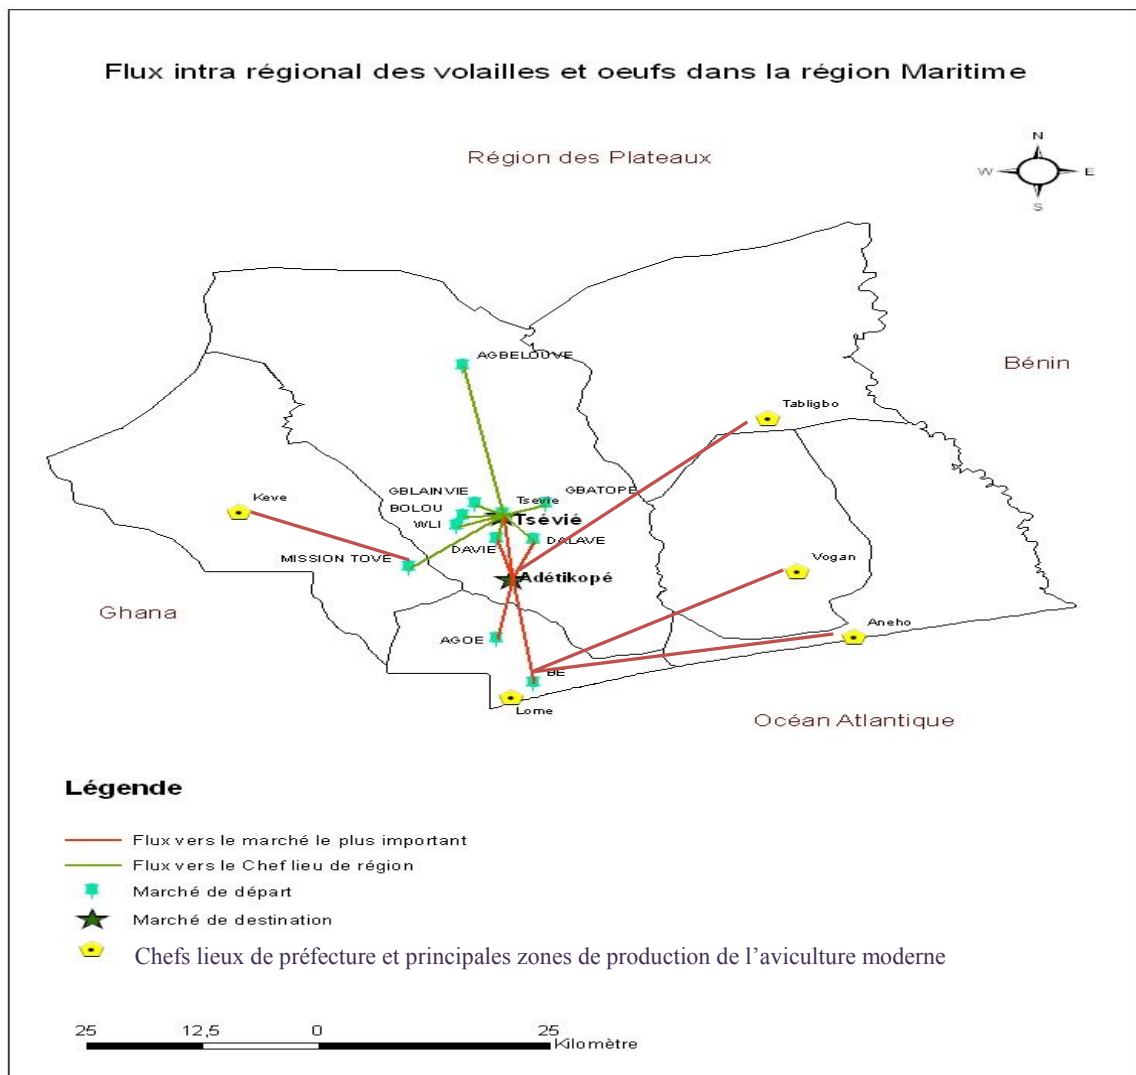 Flux intra régional des volailles et oeufs dans la région Maritime
Région des Plateaux
N
W
E
S
AGBELOUVE
Bénin
Tabligbo
GBLAINVIE
GBATOPE
Keve
Tsevie
BOLOU
Tsévié
WLI
DAVIE
DALAVE
MISSION TOVE
Vogan
Adétikopé
Ghana
Aneho
AGOE
BE
Lome
Océan Atlantique
Légende
Flux vers le marché le plus important
Flux vers le Chef lieu de région
Marché de départ
Marché de destination
Chefs lieux de préfecture et principales zones de production de l’aviculture moderne
25 12,5 0 25
Kilomètre